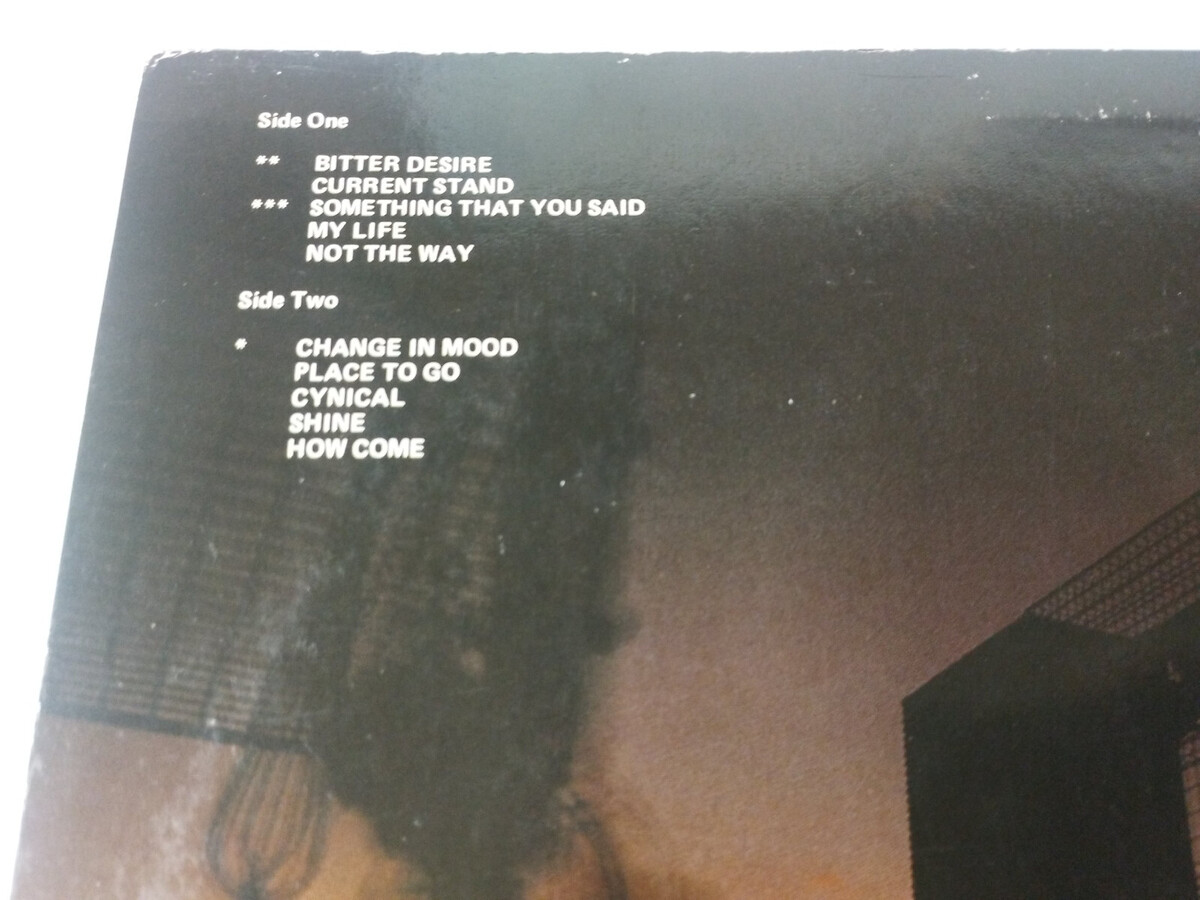 Side One
** BITTER DESIRE
CURRENT STAND
*** SOMETHING THAT YOU SAID
MY LIFE
NOT THE WAY
Side Two
* CHANGE IN MOOD
PLACE TO GO
CYNICAL
SHINE
HOW COME